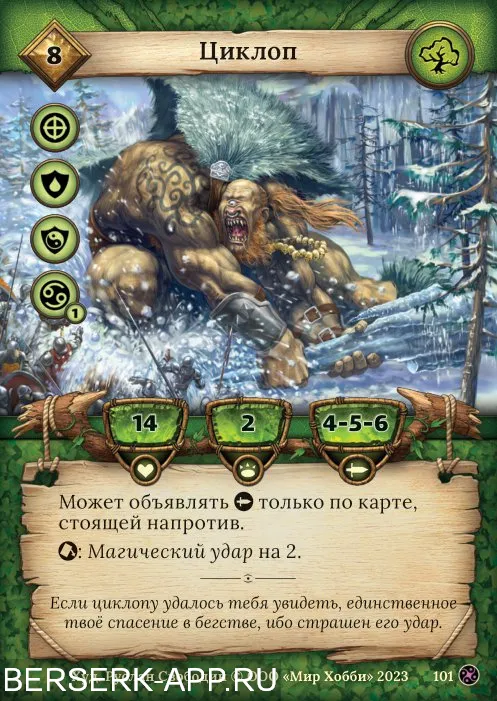 8
Циклоп
1
14
2
4-5-6
Может объявлять только по карте,
стоящей напротив.
: Магический удар на 2.
Если циклопу удалось тебя увидеть, единственное
твоё спасение в бегстве, ибо страшен его удар.
© ООО «Мир Хобби» 2023
101
BERSERK-APP.РУ